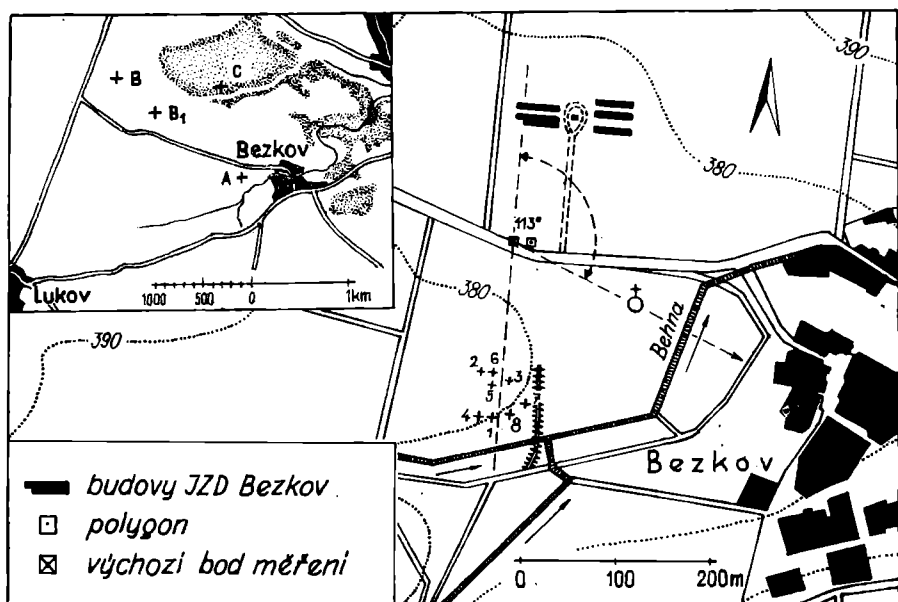 + B
+ C
+ B₁
Bezkov
A +
Lukov
1000 500 0 1km
390
380
113°
380
390
Behna
2 + + 6
+ 3
5
4 + + + 8
1
Bezkov
budovy JZD Bezkov
polygon
výchozí bod měření
0 100 200m